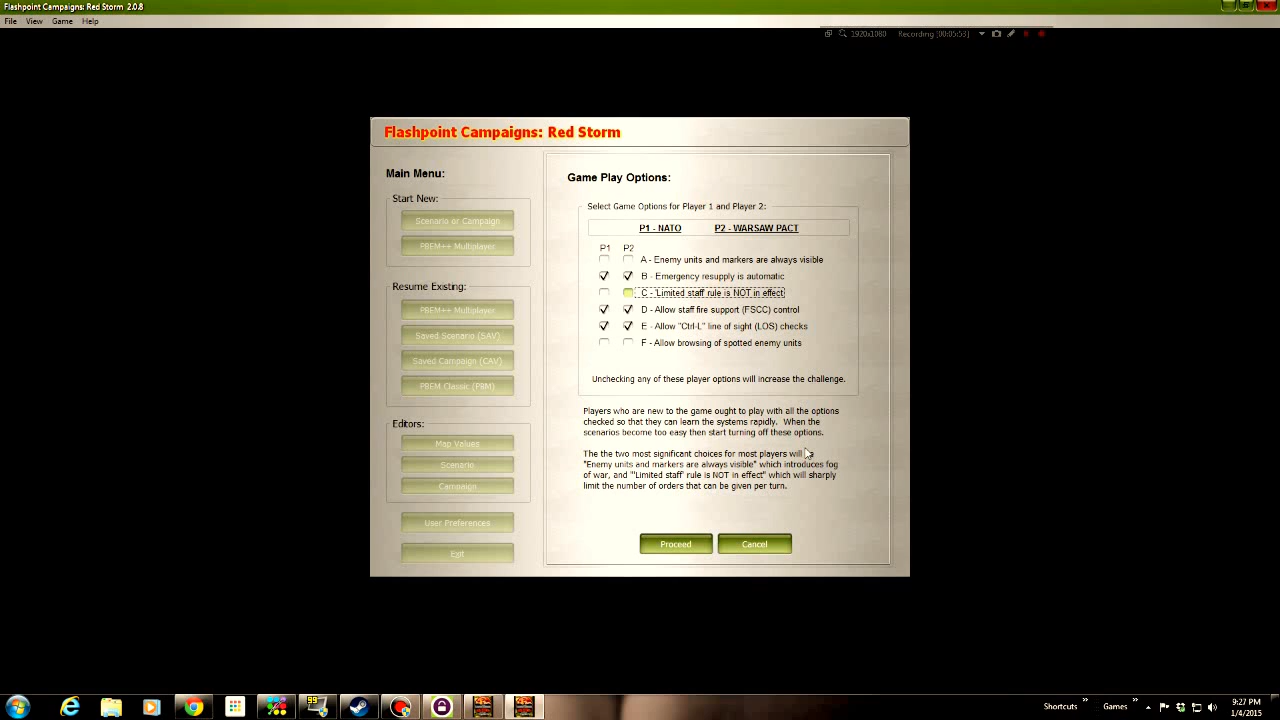 Flashpoint Campaigns: Red Storm 2.0.8
File View Game Help
1920x1080 Recording [00:05:53]
Flashpoint Campaigns: Red Storm
Main Menu:
Start New:
Scenario or Campaign
PBEM++ Multiplayer
Resume Existing:
PBEM++ Multiplayer
Saved Scenario (SAV)
Saved Campaign (CAV)
PBEM Classic (PBM)
Editors:
Map Values
Scenario
Campaign
User Preferences
Exit
Game Play Options:
Select Game Options for Player 1 and Player 2:
P1 - NATO P2 - WARSAW PACT
P1 P2
A - Enemy units and markers are always visible
B - Emergency resupply is automatic
C - 'Limited staff' rule is NOT in effect
D - Allow staff fire support (FSCC) control
E - Allow "Ctrl-L" line of sight (LOS) checks
F - Allow browsing of spotted enemy units
Unchecking any of these player options will increase the challenge.
Players who are new to the game ought to play with all the options
checked so that they can learn the systems rapidly. When the
scenarios become too easy then start turning off these options.
The the two most significant choices for most players will
"Enemy units and markers are always visible" which introduces fog
of war, and "'Limited staff' rule is NOT in effect" which will sharply
limit the number of orders that can be given per turn.
Proceed Cancel
99
Shortcuts Games 9:27 PM
1/4/2015